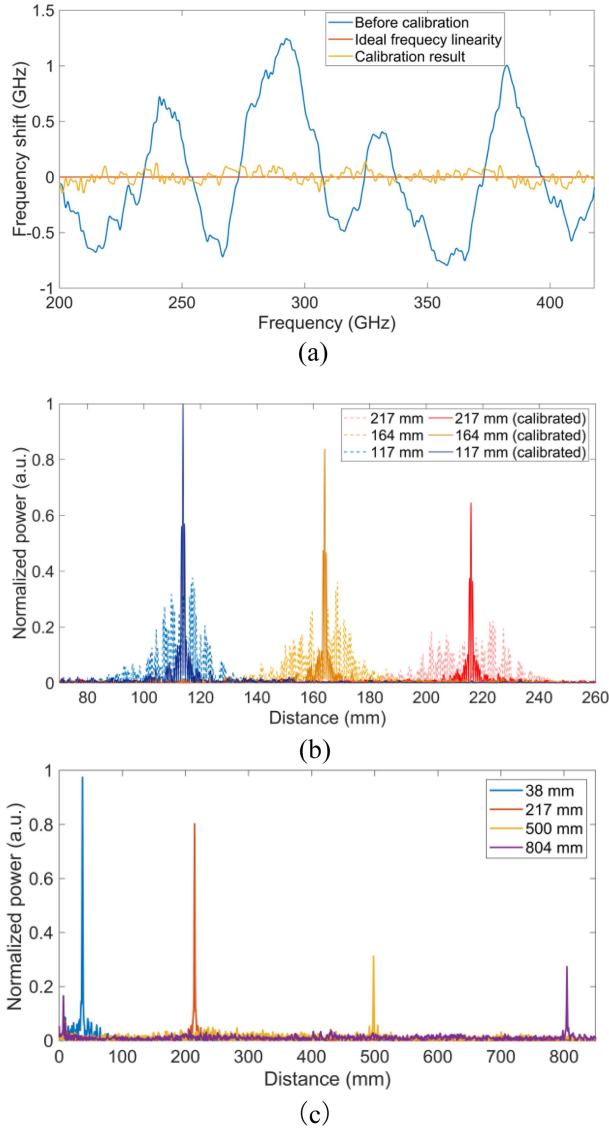 Before calibration
Ideal frequecy linearity
Calibration result
1.5
1
0.5
0
-0.5
-1
Frequency shift (GHz)
200 250 300 350 400
Frequency (GHz)
(a)
217 mm 217 mm (calibrated)
164 mm 164 mm (calibrated)
117 mm 117 mm (calibrated)
1
0.8
0.6
0.4
0.2
0
Normalized power (a.u.)
80 100 120 140 160 180 200 220 240 260
Distance (mm)
(b)
38 mm
217 mm
500 mm
804 mm
1
0.8
0.6
0.4
0.2
0
Normalized power (a.u.)
0 100 200 300 400 500 600 700 800
Distance (mm)
(c)